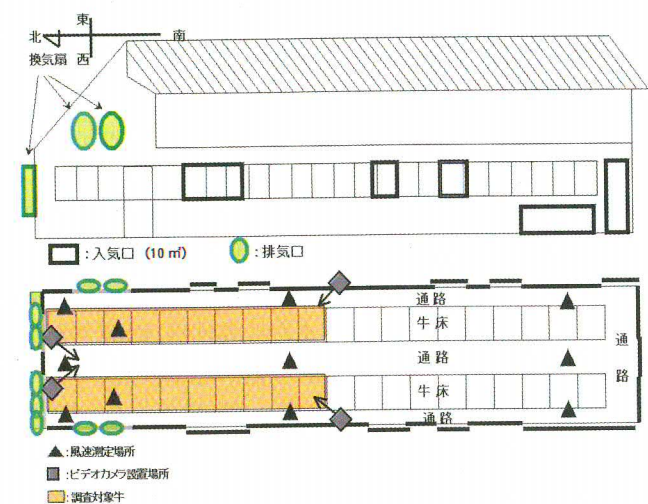 東
北 南
換気扇 西
:入気口 (10 ㎡) :排気口
通路
牛床
通路
通路
牛床
通路
▲:風速測定場所
:ビデオカメラ設置場所
:調査対象牛